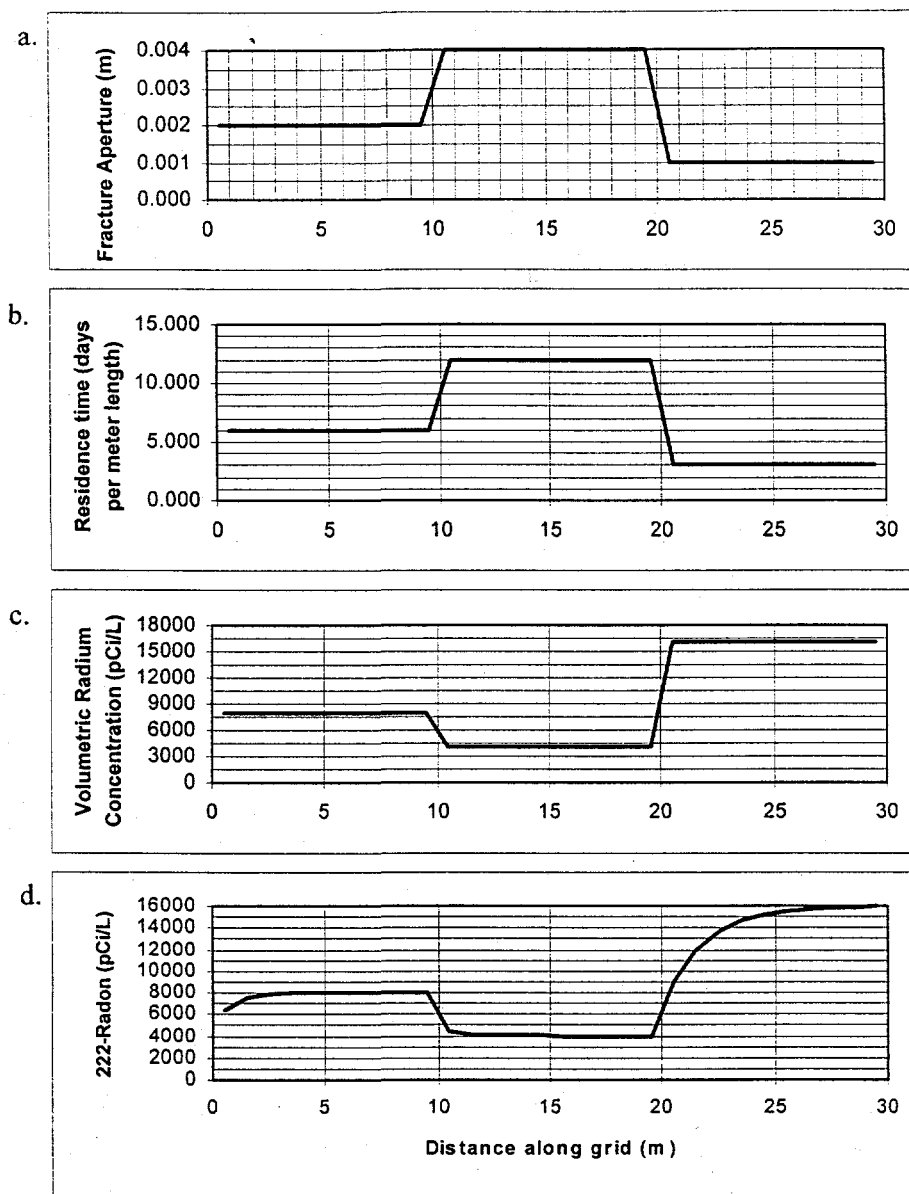 a.
Fracture Aperture (m)
0.004
0.003
0.002
0.001
0.000
0 5 10 15 20 25 30
b.
Residence time (days
per meter length)
15.000
10.000
5.000
0.000
0 5 10 15 20 25 30
c.
Volumetric Radium
Concentration (pCi/L)
18000
15000
12000
9000
6000
3000
0
0 5 10 15 20 25 30
d.
222-Radon (pCi/L)
16000
14000
12000
10000
8000
6000
4000
2000
0
0 5 10 15 20 25 30
Distance along grid (m)